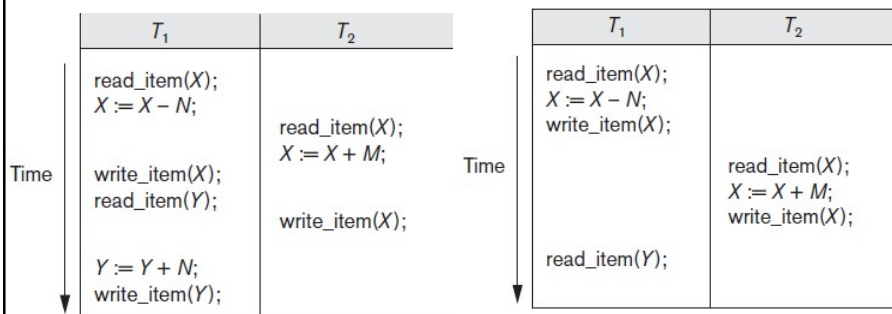 T1 T2
read_item(X);
X := X – N;
read_item(X);
X := X + M;
Time
write_item(X);
read_item(Y);
write_item(X);
Y := Y + N;
write_item(Y);
T1 T2
read_item(X);
X := X – N;
write_item(X);
Time
read_item(X);
X := X + M;
write_item(X);
read_item(Y);